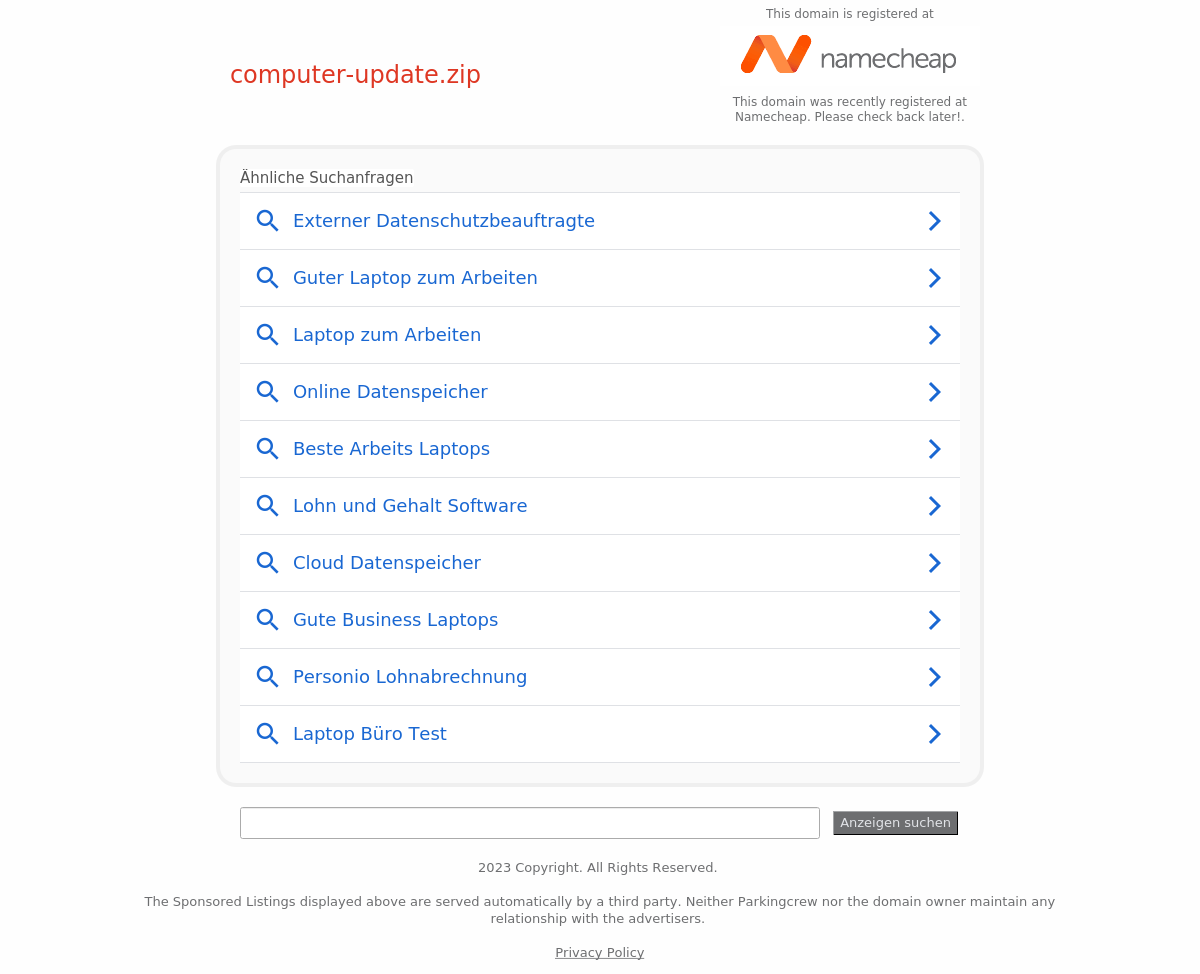 This domain is registered at
namecheap
computer-update.zip
This domain was recently registered at
Namecheap. Please check back later!.
Ähnliche Suchanfragen
Externer Datenschutzbeauftragte
Guter Laptop zum Arbeiten
Laptop zum Arbeiten
Online Datenspeicher
Beste Arbeits Laptops
Lohn und Gehalt Software
Cloud Datenspeicher
Gute Business Laptops
Personio Lohnabrechnung
Laptop Büro Test
Anzeigen suchen
2023 Copyright. All Rights Reserved.
The Sponsored Listings displayed above are served automatically by a third party. Neither Parkingcrew nor the domain owner maintain any
relationship with the advertisers.
Privacy Policy